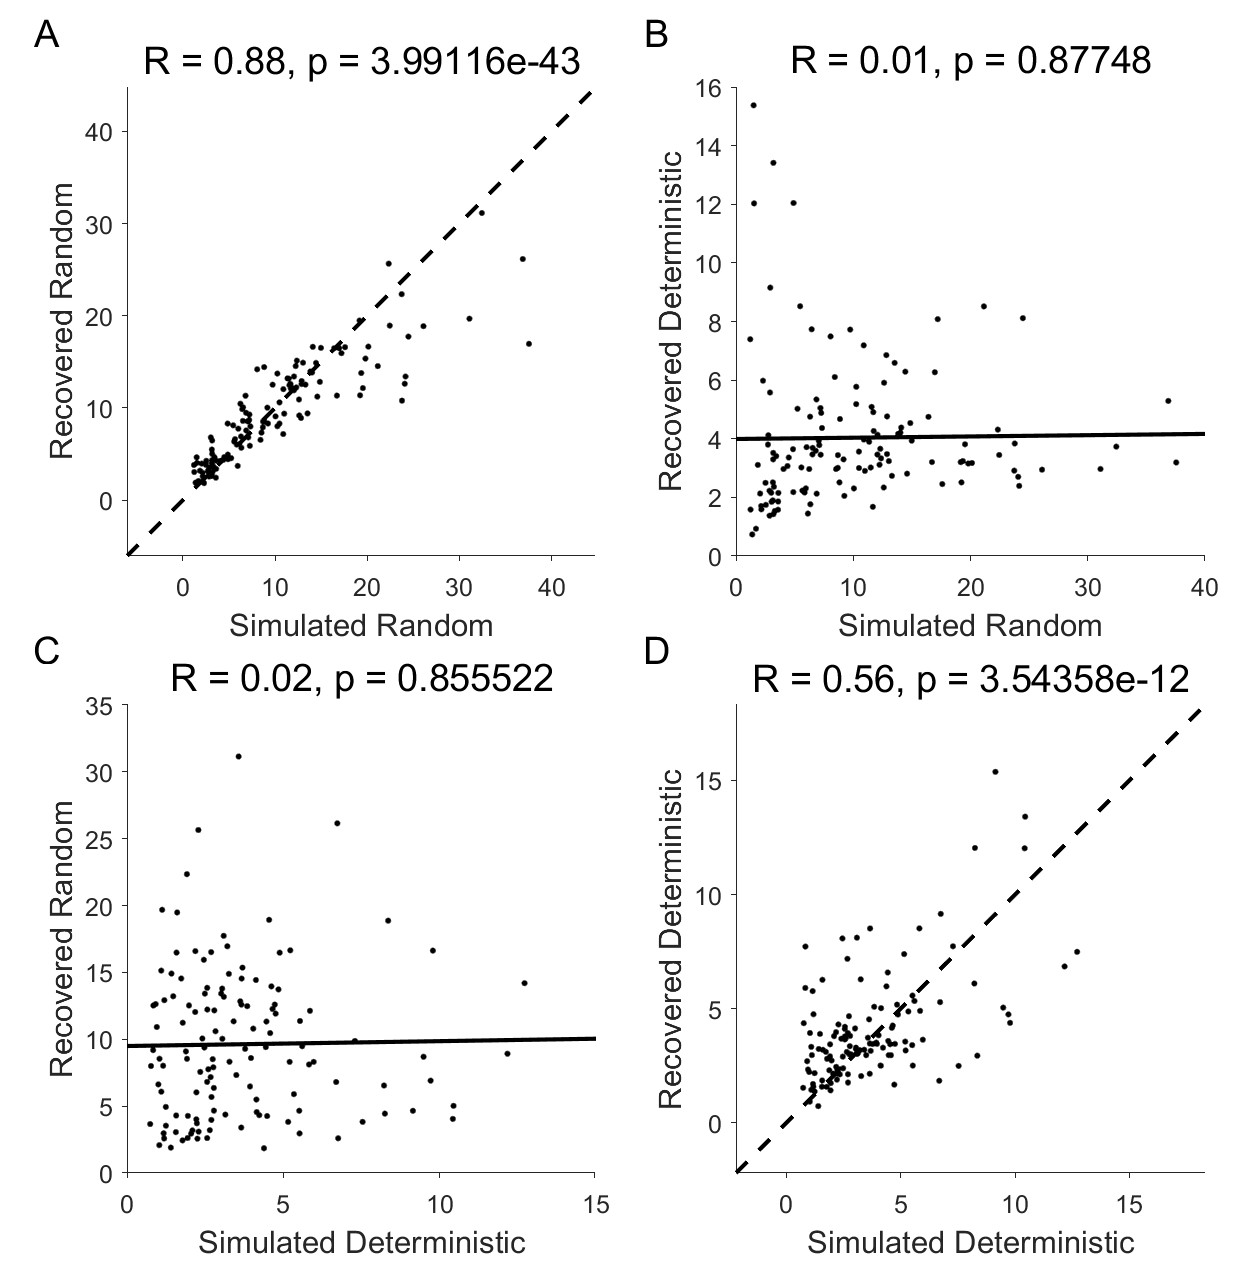 A
R = 0.88, p = 3.99116e-43
40
30
20
10
0
Recovered Random
0 10 20 30 40
Simulated Random
B
R = 0.01, p = 0.87748
16
14
12
10
8
6
4
2
0
Recovered Deterministic
0 10 20 30 40
Simulated Random
C
R = 0.02, p = 0.855522
35
30
25
20
15
10
5
0
Recovered Random
0 5 10 15
Simulated Deterministic
D
R = 0.56, p = 3.54358e-12
15
10
5
0
Recovered Deterministic
0 5 10 15
Simulated Deterministic